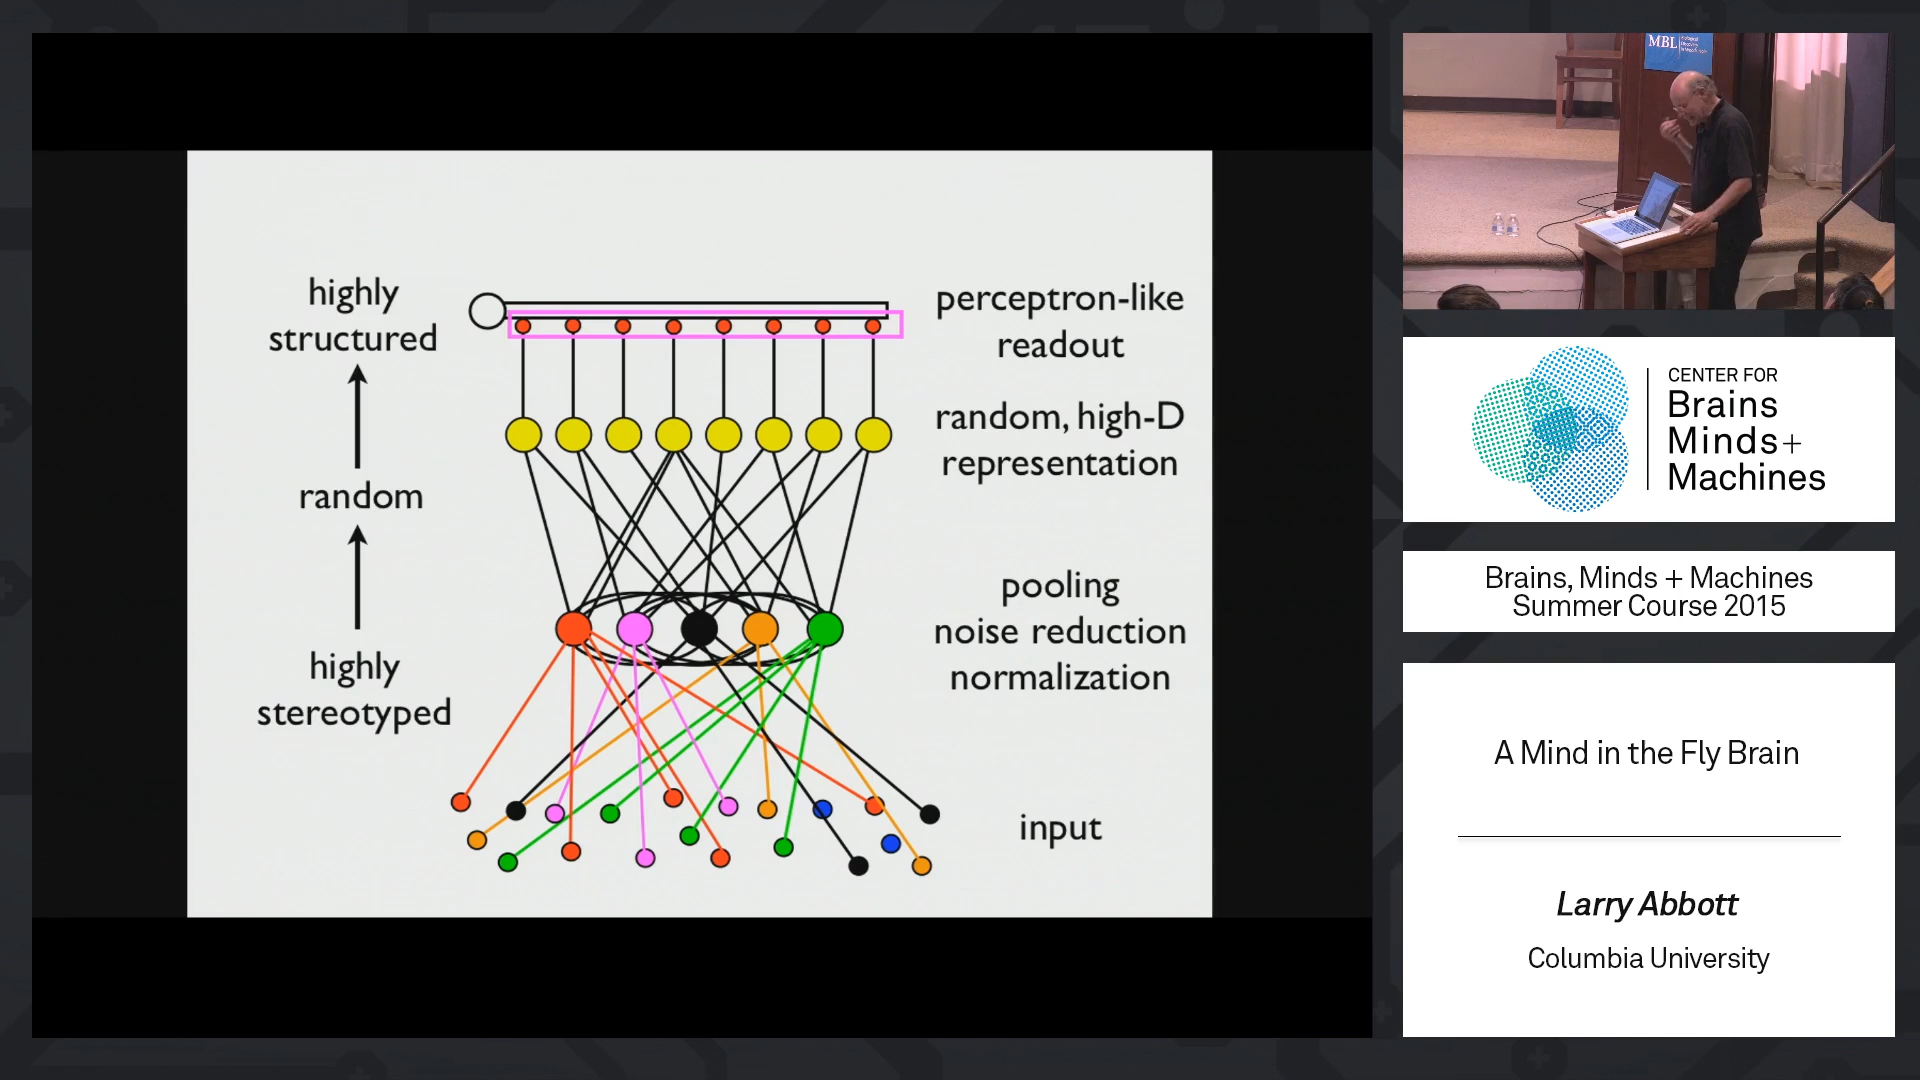 highly
structured
random
highly
stereotyped
perceptron-like
readout
random, high-D
representation
pooling
noise reduction
normalization
input
MBL
CENTER FOR
Brains
Minds+
Machines
Brains, Minds + Machines
Summer Course 2015
A Mind in the Fly Brain
Larry Abbott
Columbia University